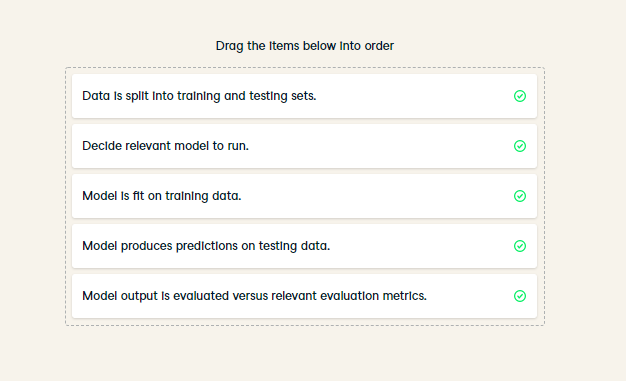 Drag the items below into order
Data is split into training and testing sets.
Decide relevant model to run.
Model is fit on training data.
Model produces predictions on testing data.
Model output is evaluated versus relevant evaluation metrics.